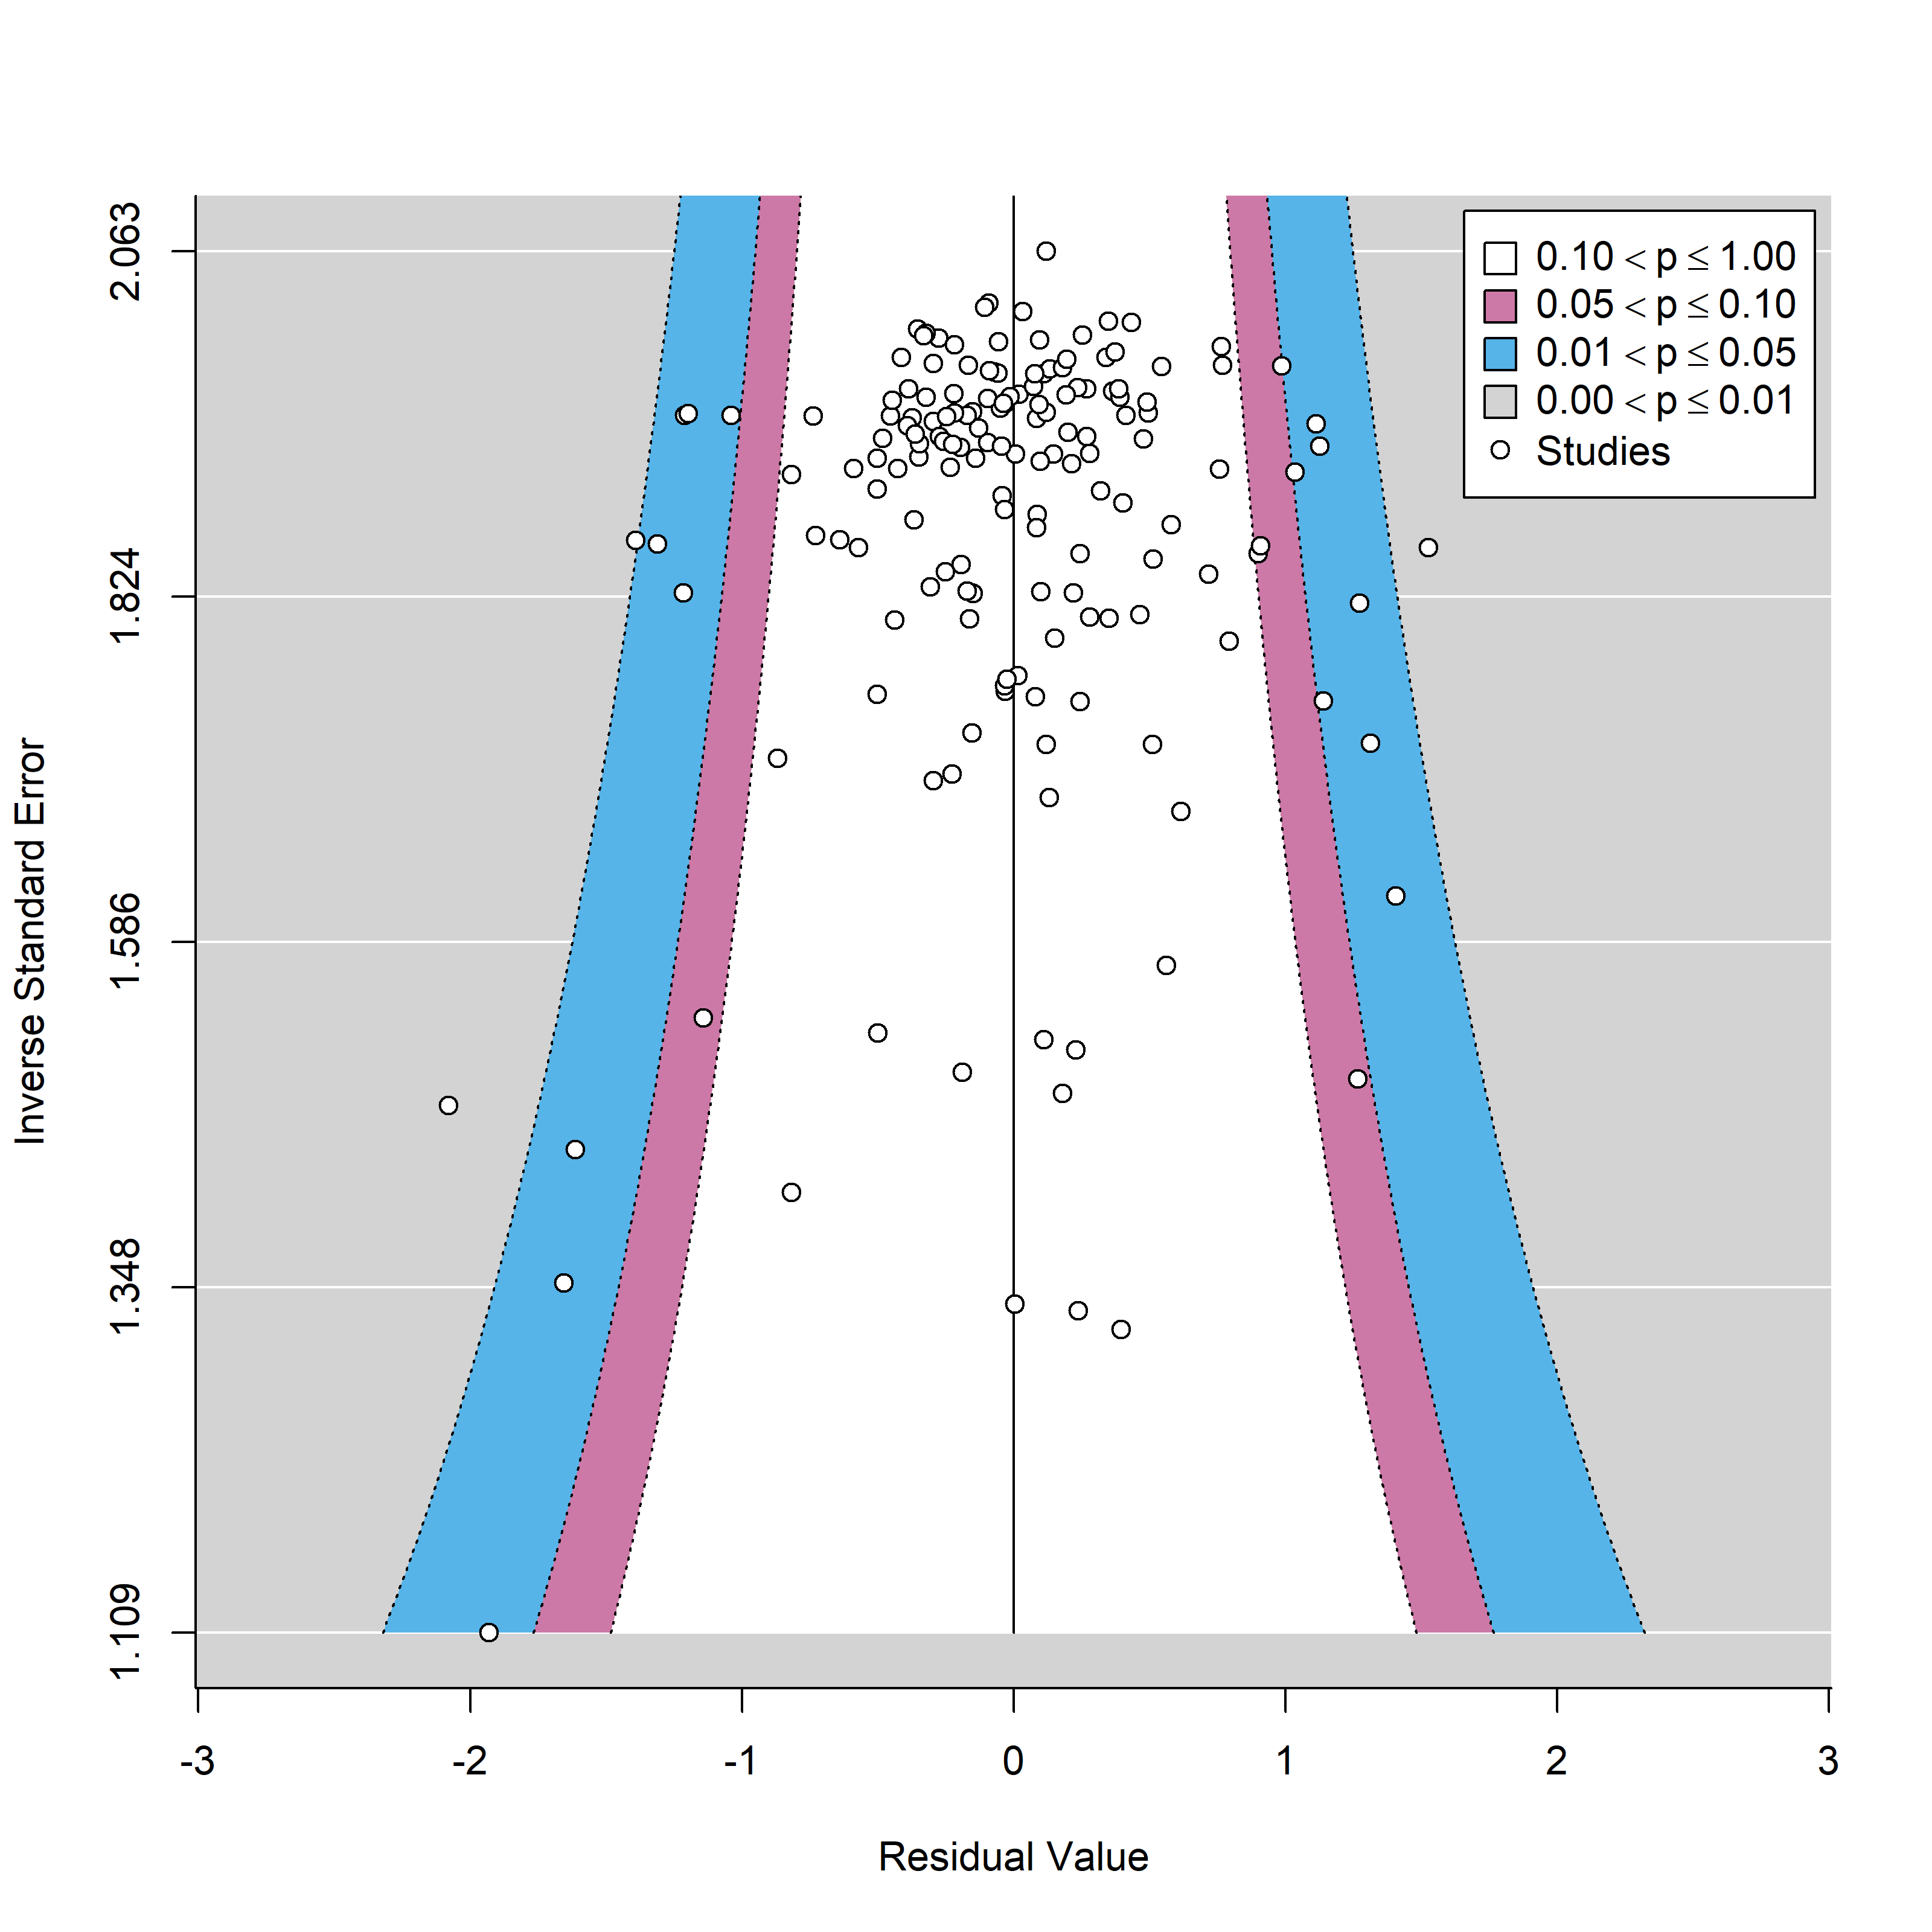 0.10 < p ≤ 1.00
0.05 < p ≤ 0.10
0.01 < p ≤ 0.05
0.00 < p ≤ 0.01
Studies
Inverse Standard Error
2.063
1.824
1.586
1.348
1.109
-3 -2 -1 0 1 2 3
Residual Value